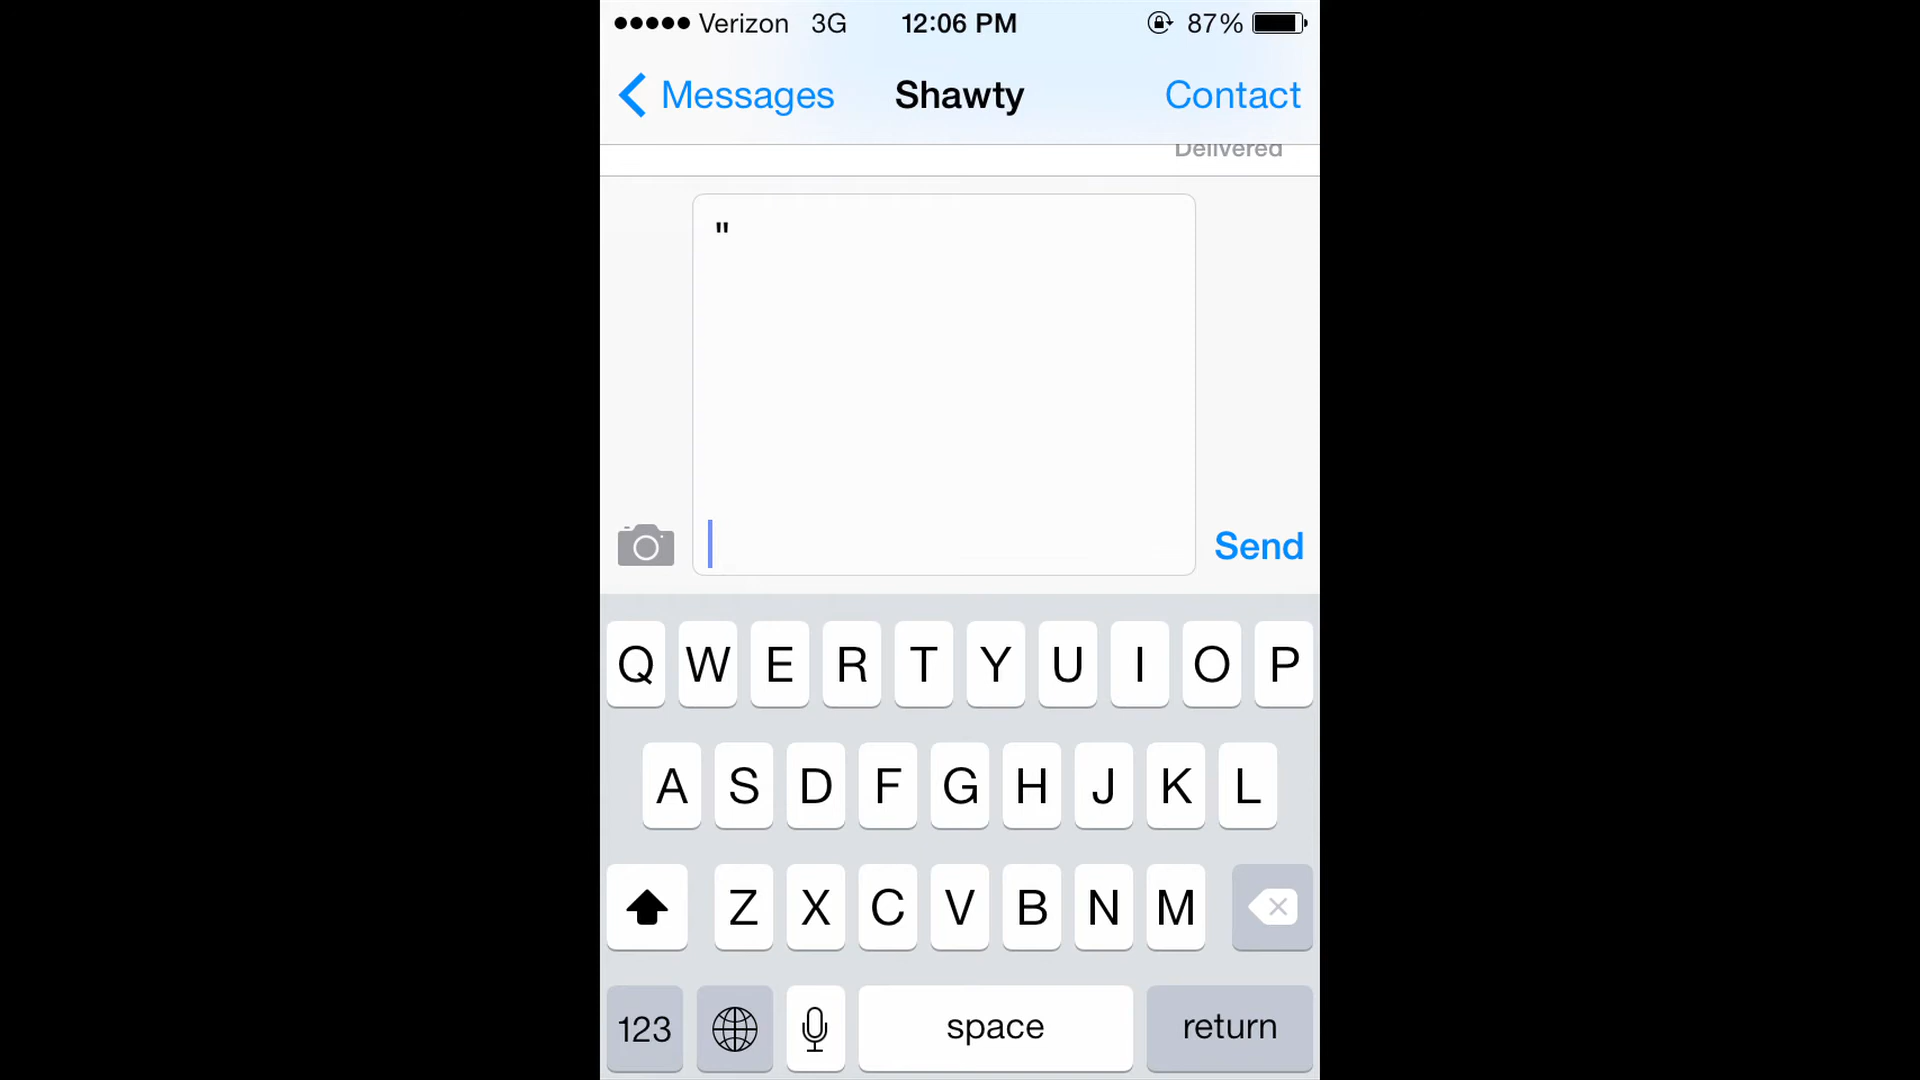 Verizon 3G 12:06 PM 87%
Messages Shawty Contact
Delivered
"
Send
Q W E R T Y U I O P
A S D F G H J K L
Z X C V B N M
123 space return